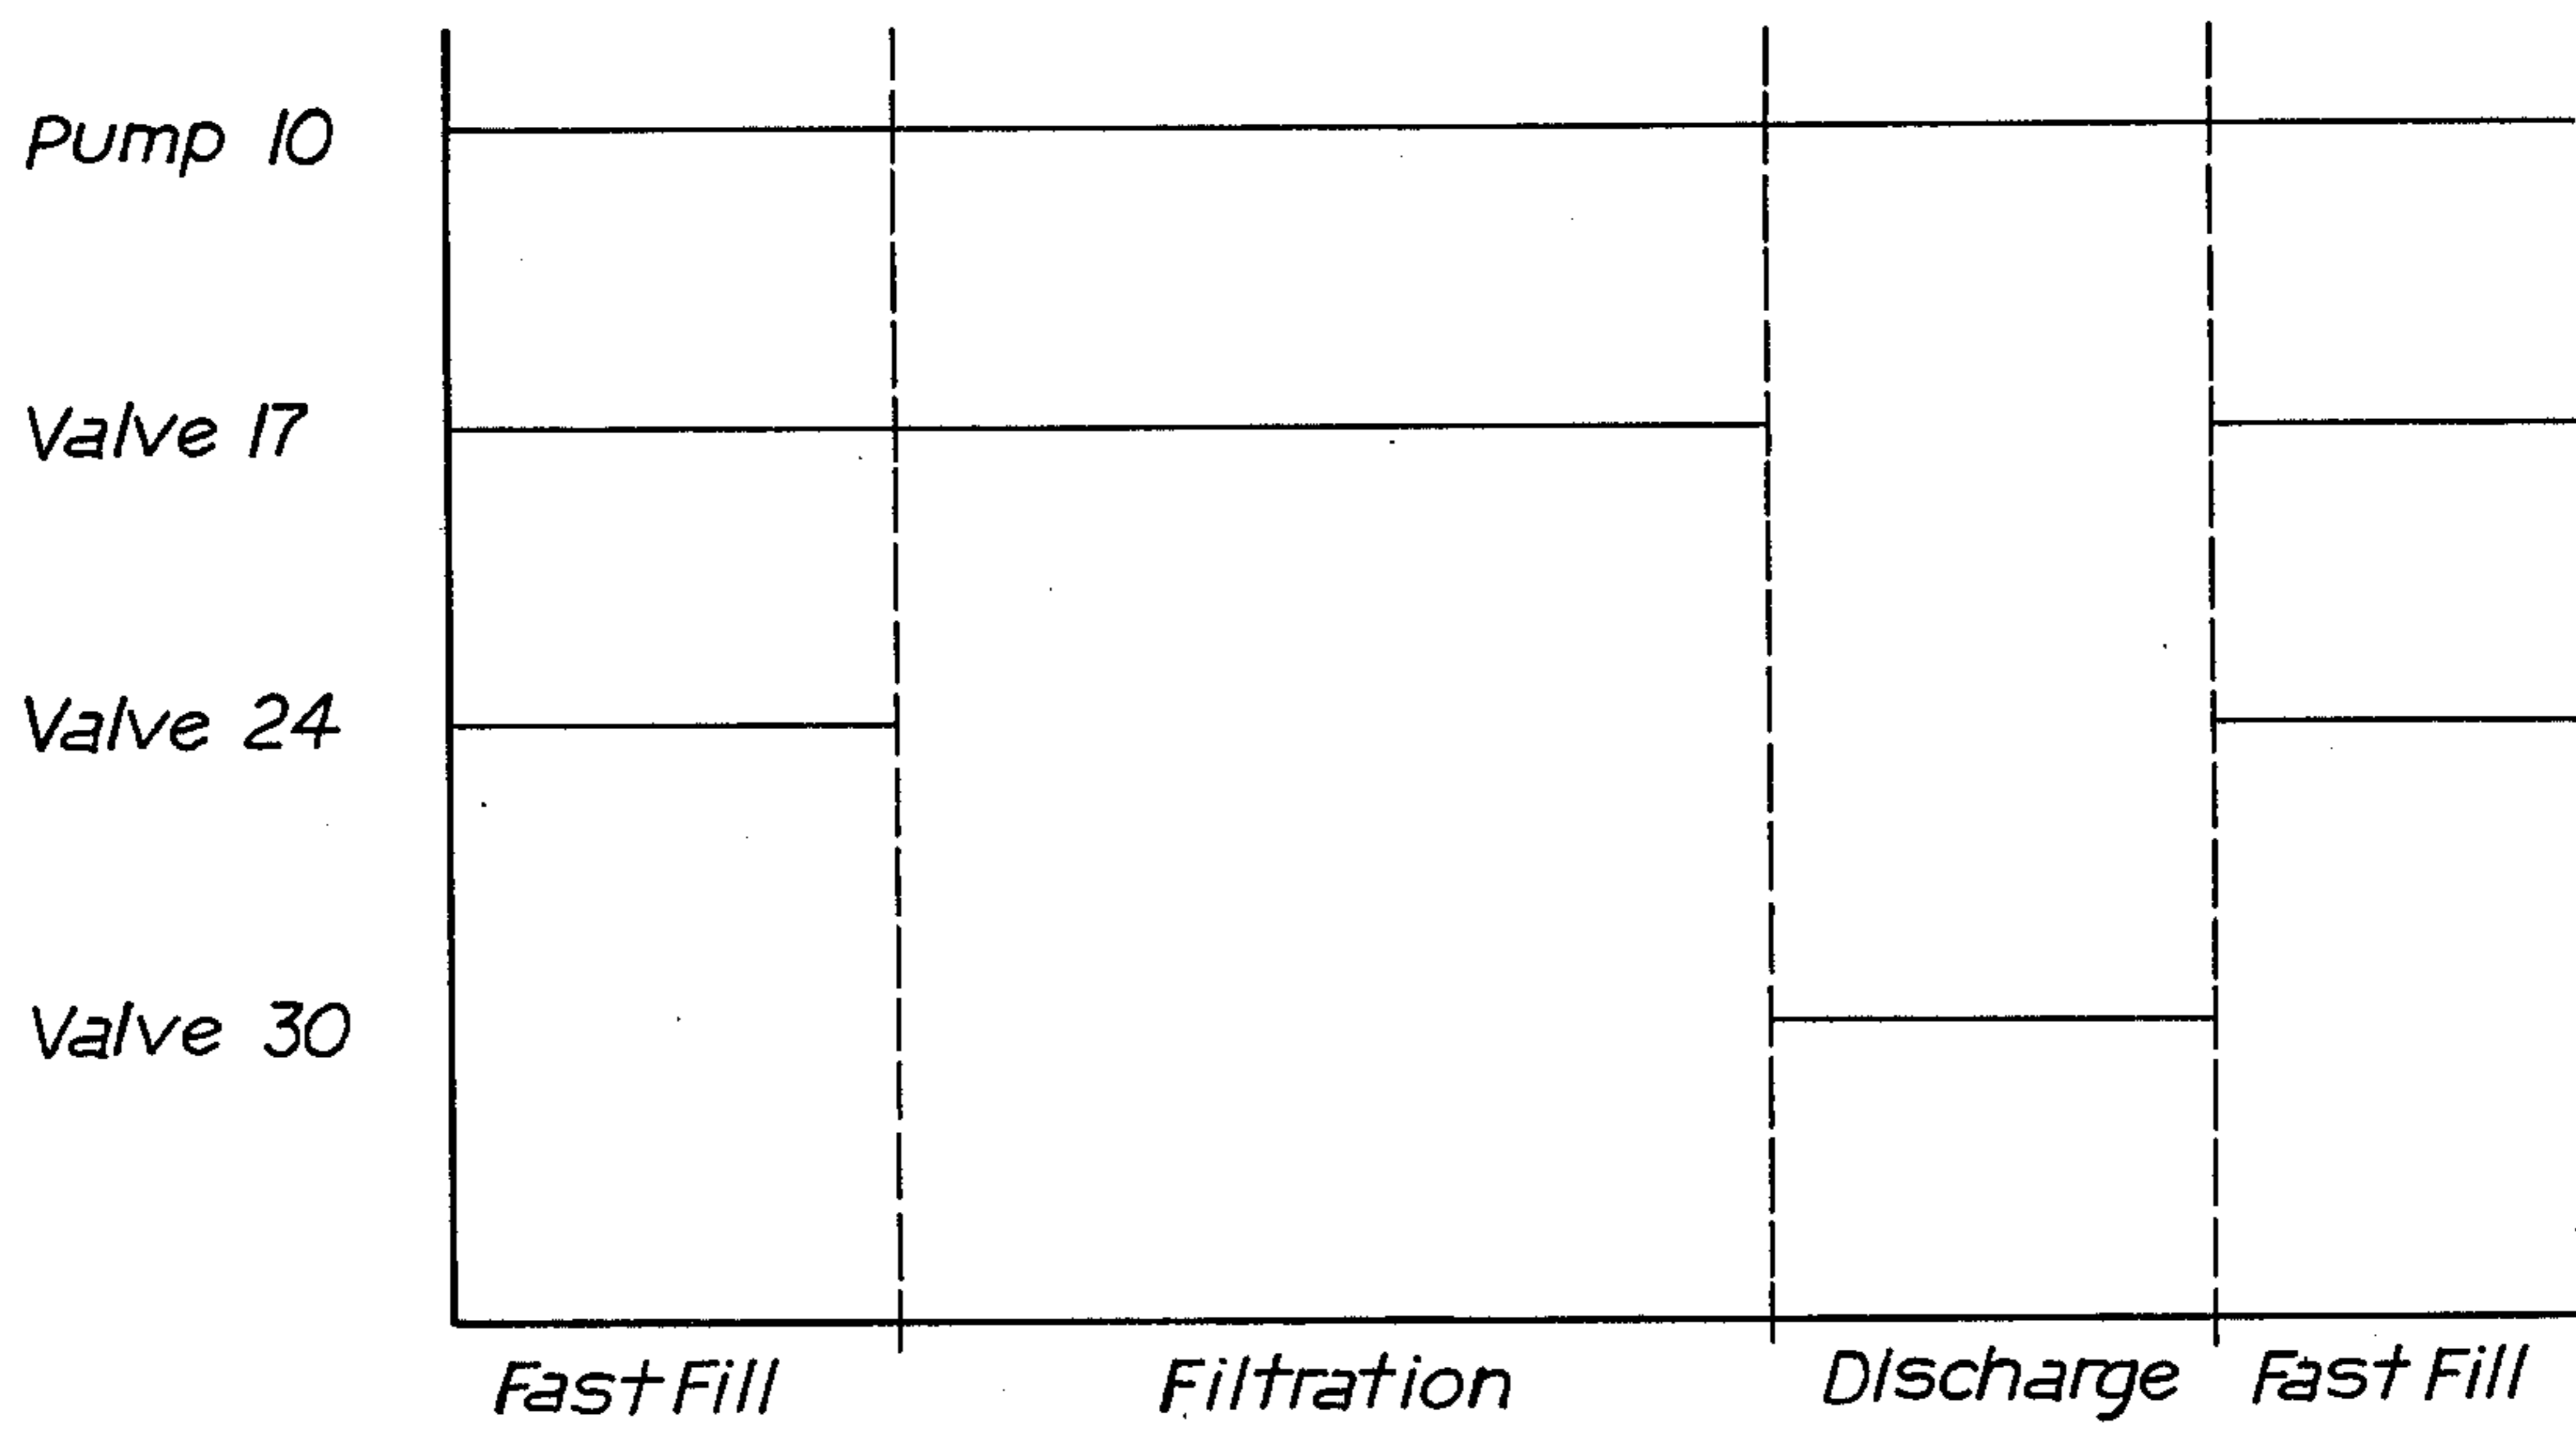 Pump 10
Valve 17
Valve 24
Valve 30
Fast Fill Filtration DIscharge Fast Fill